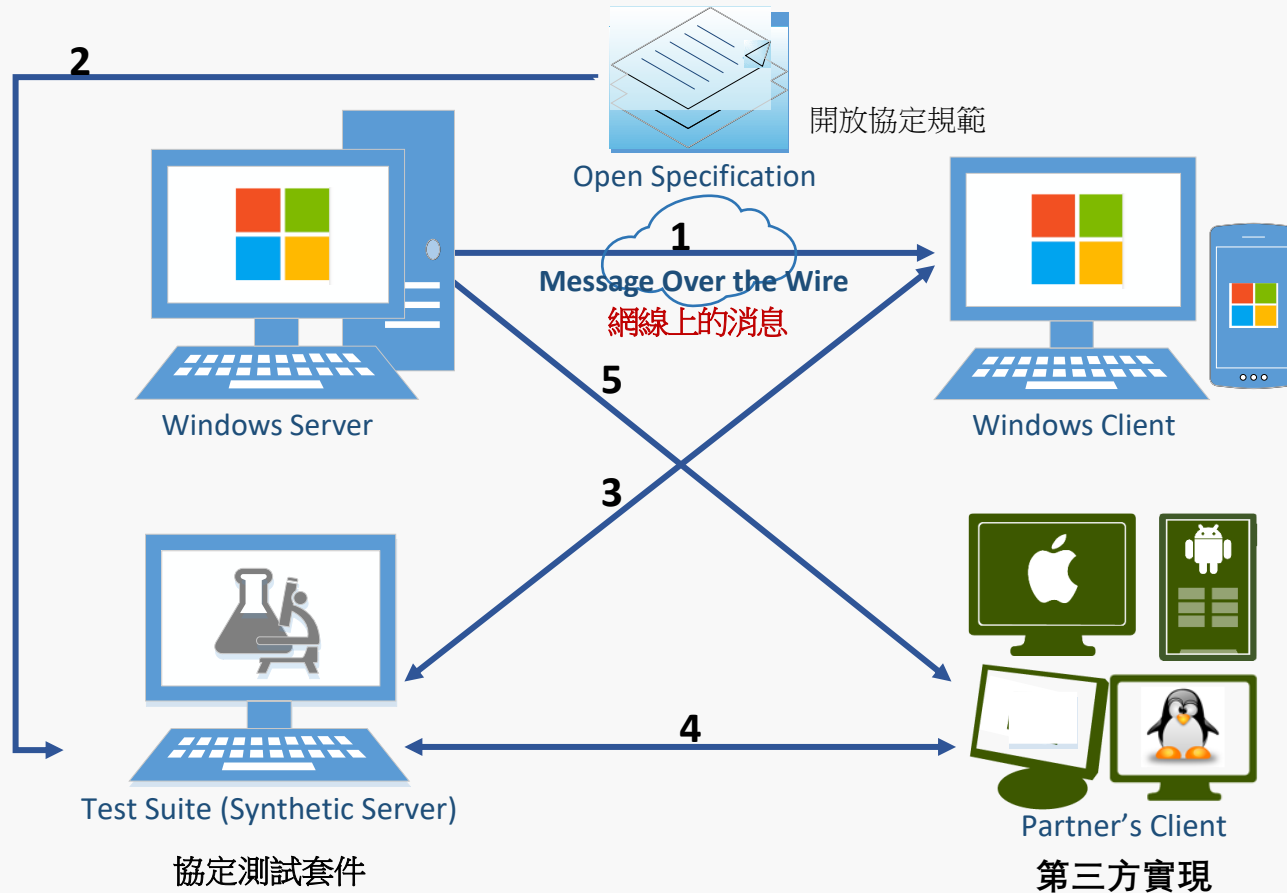 2
開放協定規範
Open Specification
1
Message Over the Wire
網線上的消息
5
Windows Server
Windows Client
3
4
Test Suite (Synthetic Server)
Partner's Client
協定測試套件
第三方實現